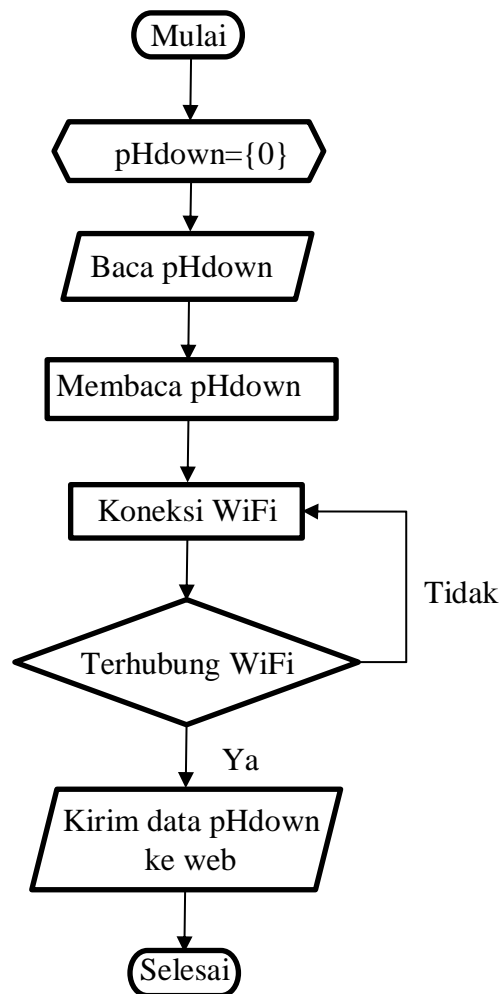 Mulai
pHdown={0}
Baca pHdown
Membaca pHdown
Koneksi WiFi
Tidak
Terhubung WiFi
Ya
Kirim data pHdown
ke web
Selesai